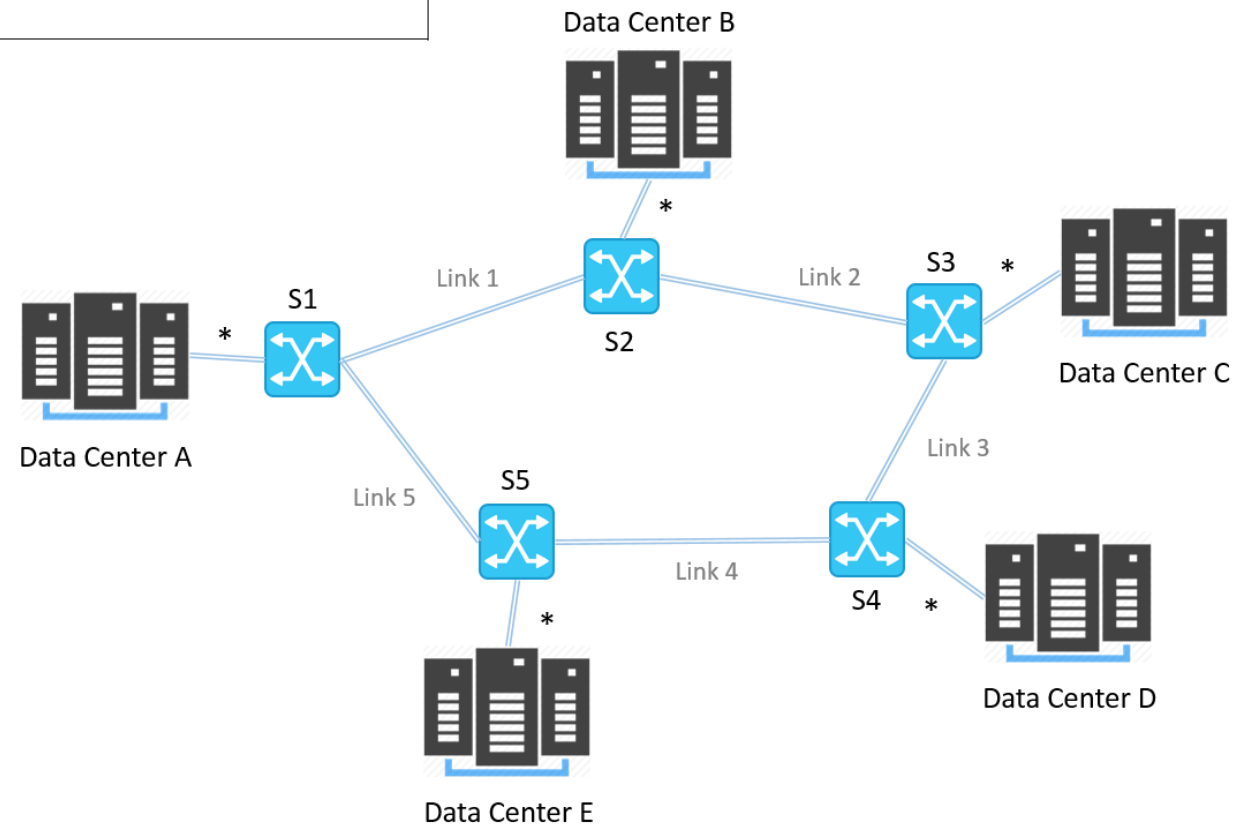 Data Center B
*
Link 1
Link 2
S3
*
S1
*
S2
Data Center C
Data Center A
Link 3
S5
Link 5
Link 4
S4
*
*
Data Center D
Data Center E